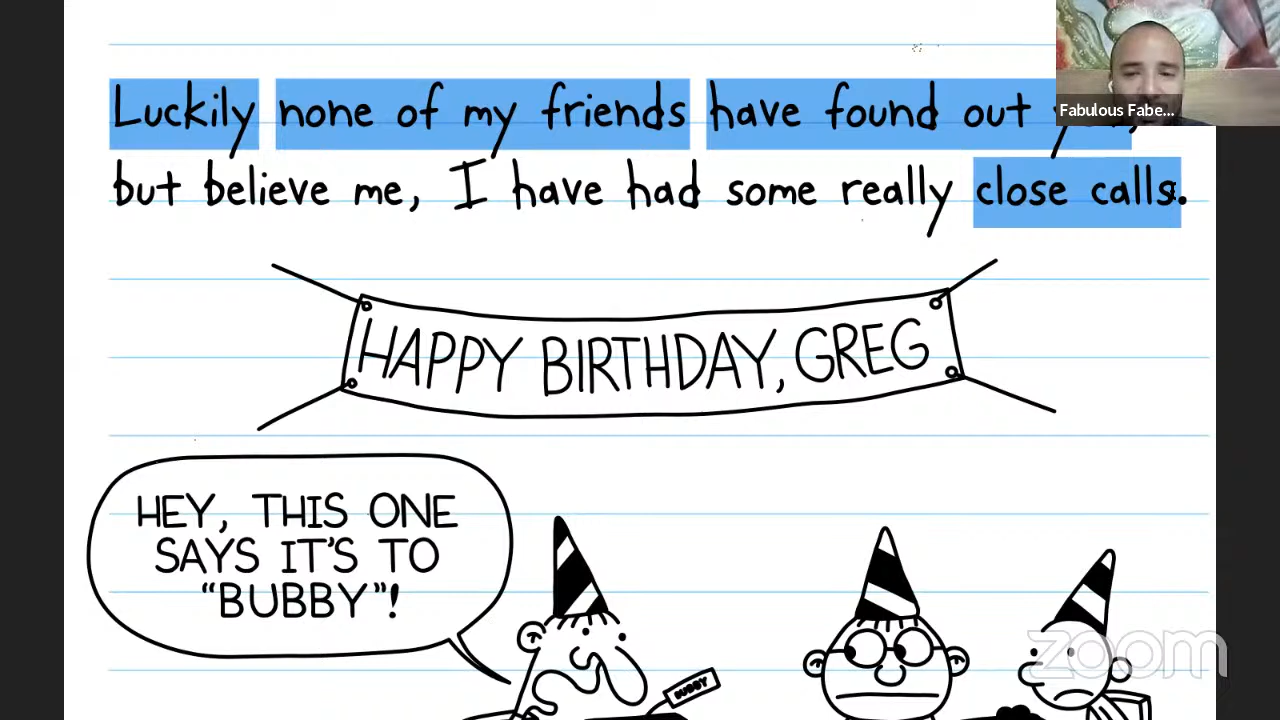 Luckily none of my friends have found out
but believe me, I have had some really close calls.
Fabulous Fabe...
HAPPY BIRTHDAY, GREG
HEY, THIS ONE
SAYS IT'S TO
"BUBBY"!
BUBBY
zoom